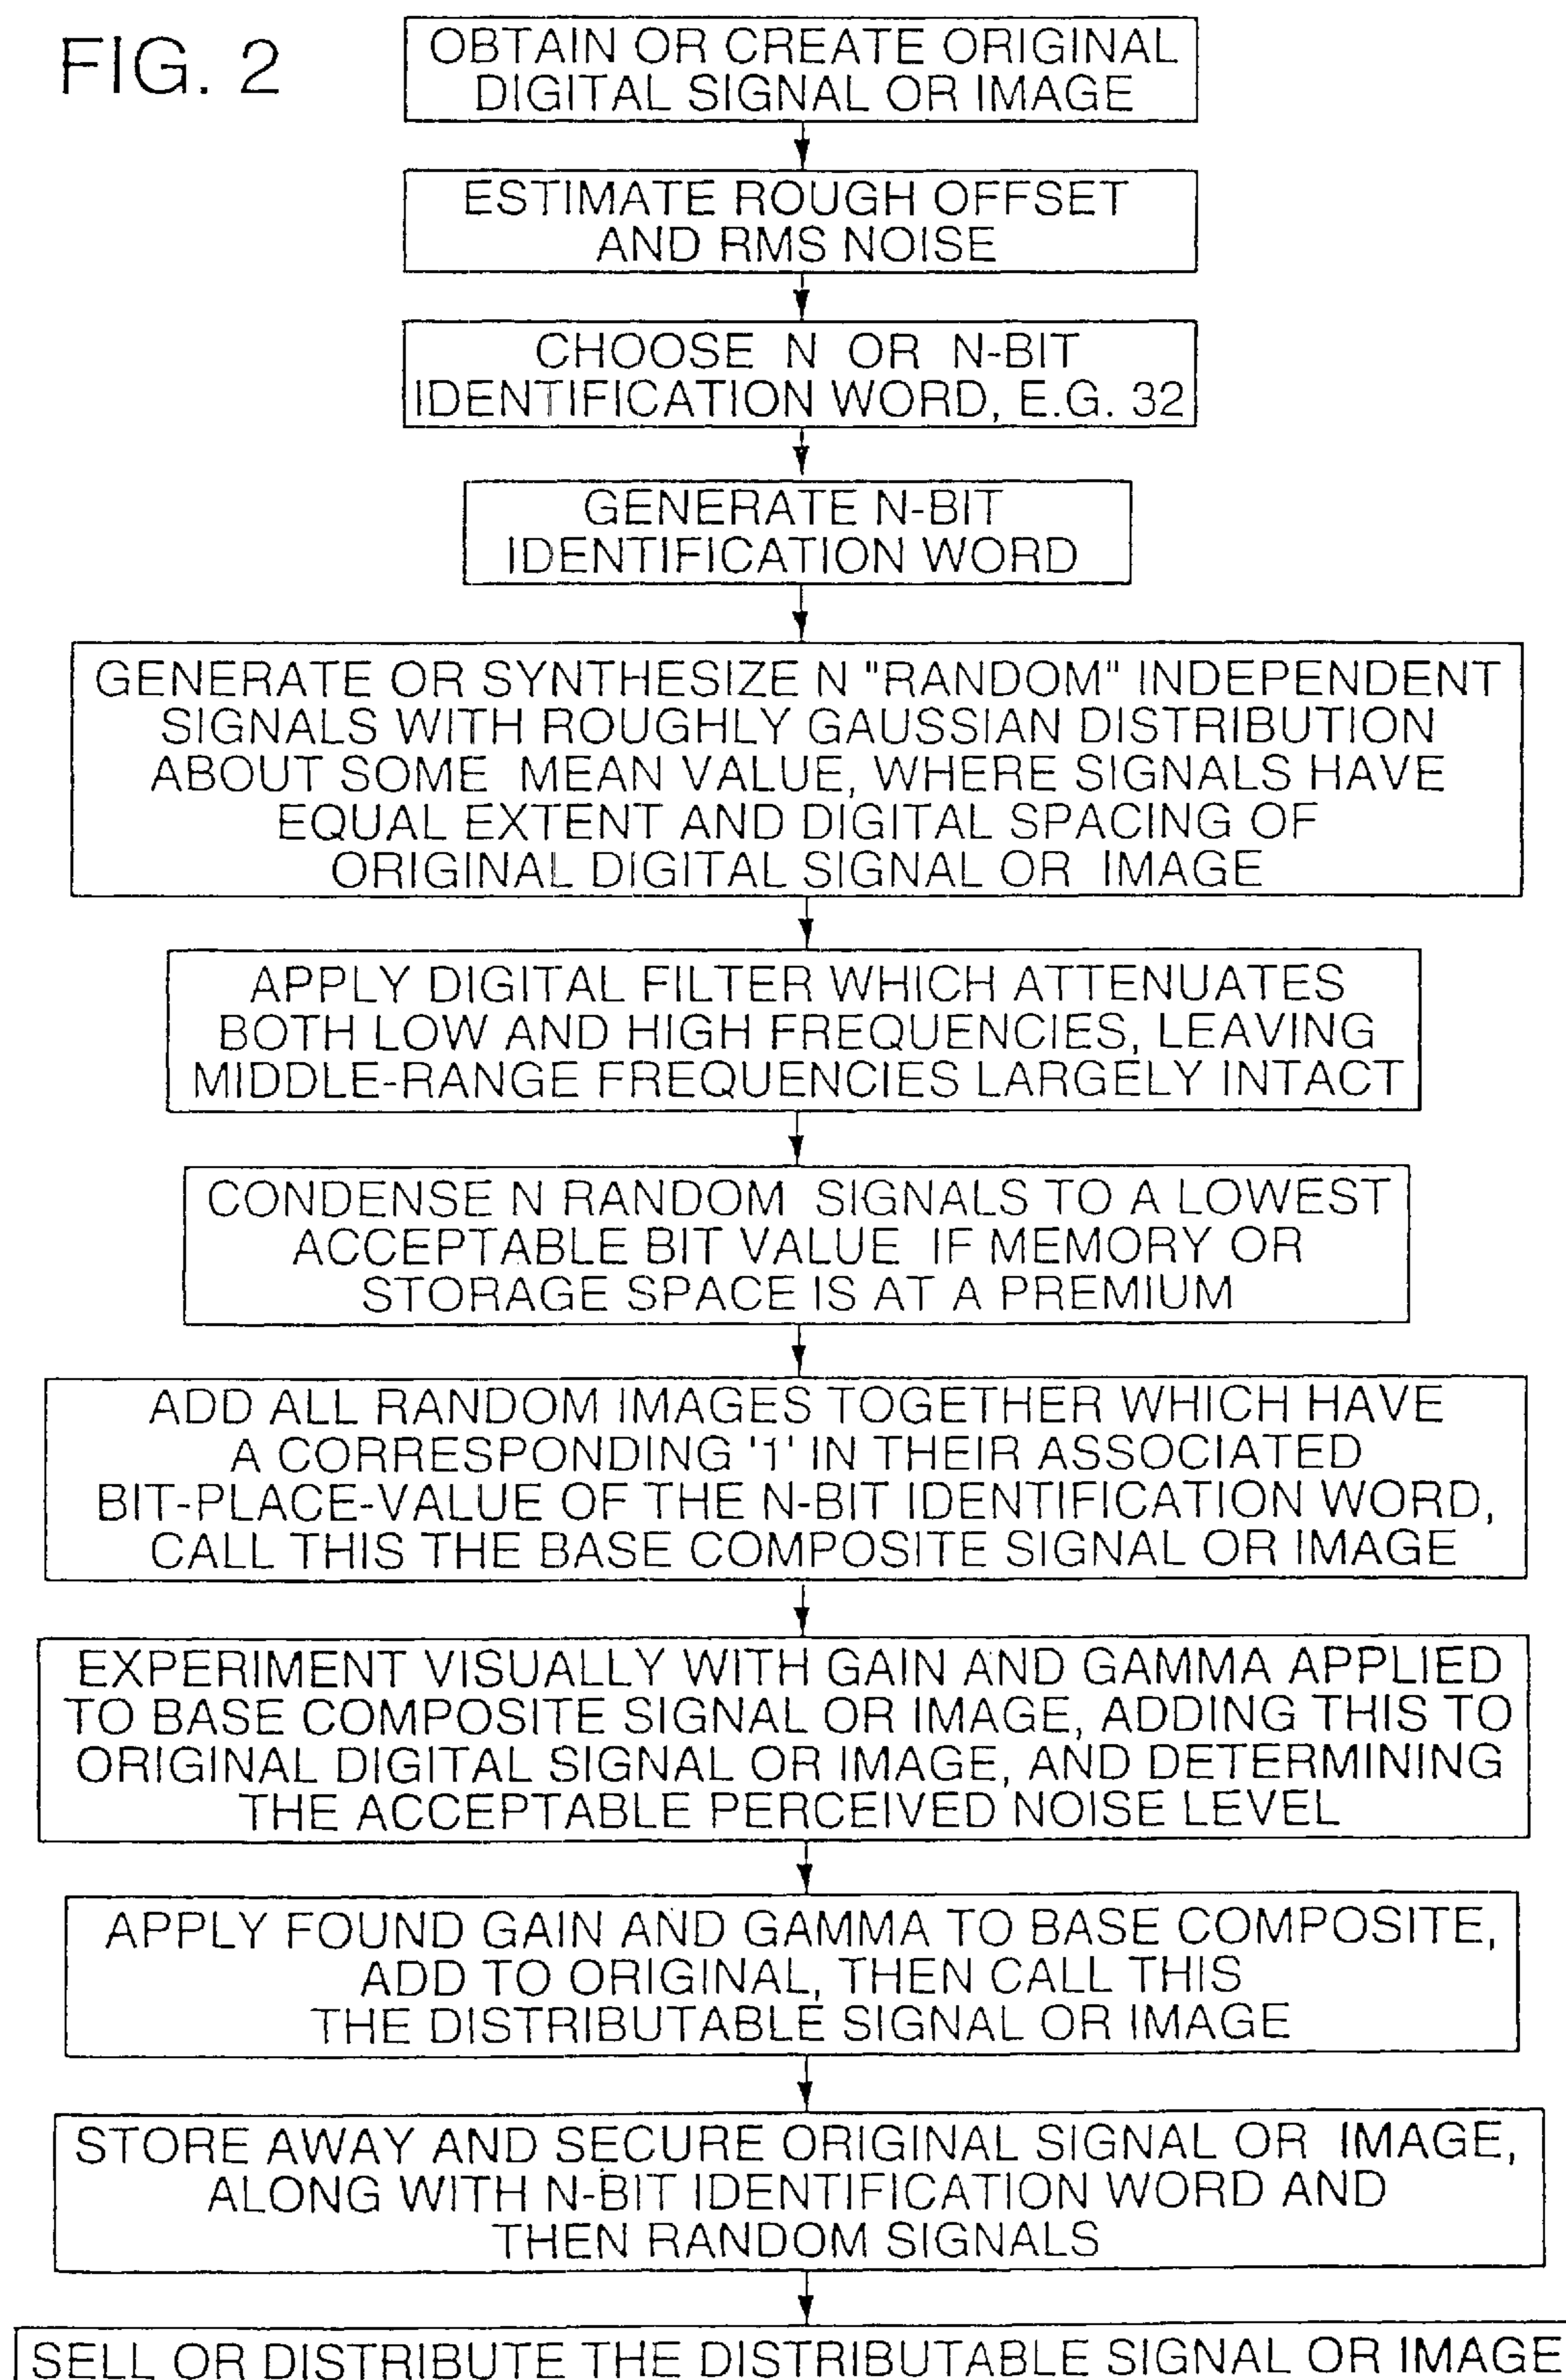 FIG. 2
OBTAIN OR CREATE ORIGINAL
DIGITAL SIGNAL OR IMAGE
ESTIMATE ROUGH OFFSET
AND RMS NOISE
CHOOSE N OR N-BIT
IDENTIFICATION WORD, E.G. 32
GENERATE N-BIT
IDENTIFICATION WORD
GENERATE OR SYNTHESIZE N "RANDOM" INDEPENDENT
SIGNALS WITH ROUGHLY GAUSSIAN DISTRIBUTION
ABOUT SOME MEAN VALUE, WHERE SIGNALS HAVE
EQUAL EXTENT AND DIGITAL SPACING OF
ORIGINAL DIGITAL SIGNAL OR IMAGE
APPLY DIGITAL FILTER WHICH ATTENUATES
BOTH LOW AND HIGH FREQUENCIES, LEAVING
MIDDLE-RANGE FREQUENCIES LARGELY INTACT
CONDENSE N RANDOM SIGNALS TO A LOWEST
ACCEPTABLE BIT VALUE IF MEMORY OR
STORAGE SPACE IS AT A PREMIUM
ADD ALL RANDOM IMAGES TOGETHER WHICH HAVE
A CORRESPONDING '1' IN THEIR ASSOCIATED
BIT-PLACE-VALUE OF THE N-BIT IDENTIFICATION WORD,
CALL THIS THE BASE COMPOSITE SIGNAL OR IMAGE
EXPERIMENT VISUALLY WITH GAIN AND GAMMA APPLIED
TO BASE COMPOSITE SIGNAL OR IMAGE, ADDING THIS TO
ORIGINAL DIGITAL SIGNAL OR IMAGE, AND DETERMINING
THE ACCEPTABLE PERCEIVED NOISE LEVEL
APPLY FOUND GAIN AND GAMMA TO BASE COMPOSITE,
ADD TO ORIGINAL, THEN CALL THIS
THE DISTRIBUTABLE SIGNAL OR IMAGE
STORE AWAY AND SECURE ORIGINAL SIGNAL OR IMAGE,
ALONG WITH N-BIT IDENTIFICATION WORD AND
THEN RANDOM SIGNALS
SELL OR DISTRIBUTE THE DISTRIBUTABLE SIGNAL OR IMAGE